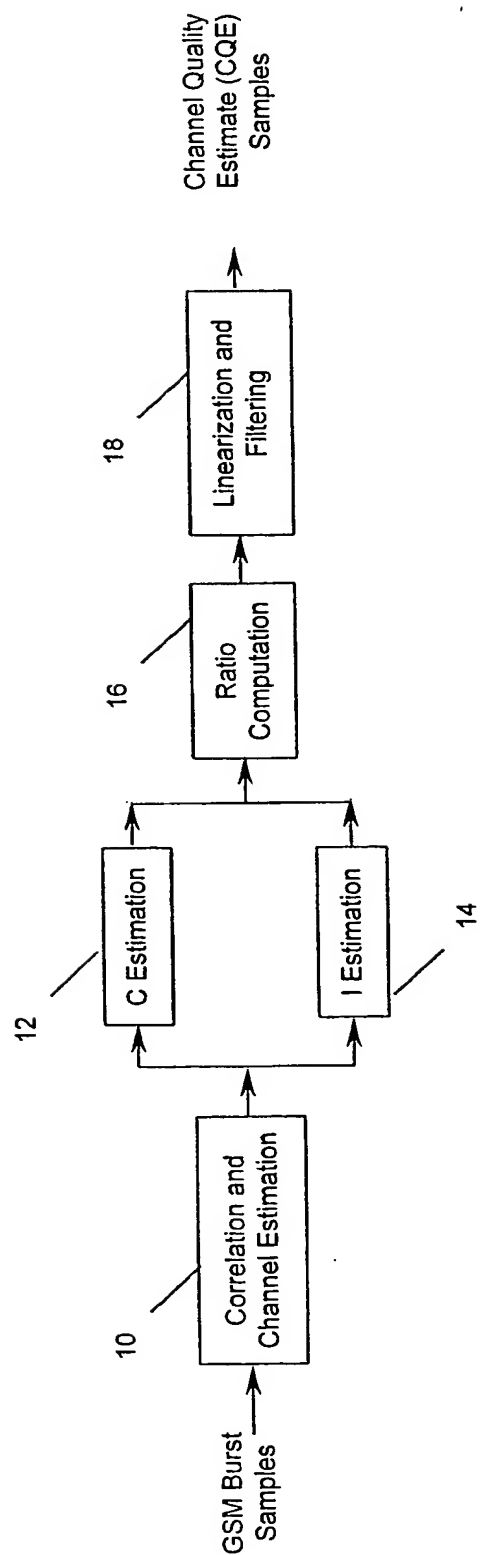 GSM Burst
Samples
10
Correlation and
Channel Estimation
12
C Estimation
I Estimation
14
16
Ratio
Computation
18
Linearization and
Filtering
Channel Quality
Estimate (CQE)
Samples